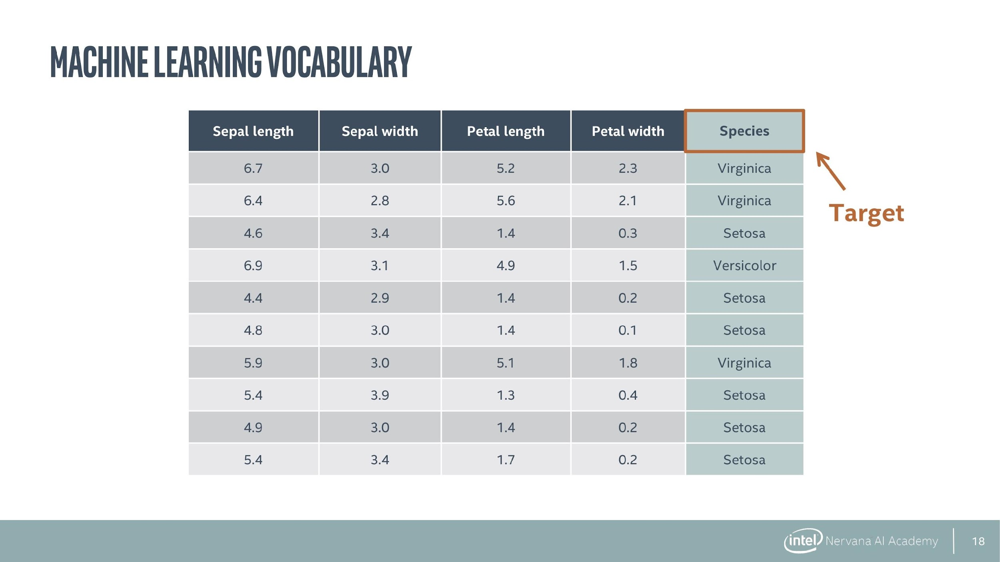 MACHINE LEARNING VOCABULARY
Sepal length Sepal width Petal length Petal width Species
6.7 3.0 5.2 2.3 Virginica
6.4 2.8 5.6 2.1 Virginica
Target
4.6 3.4 1.4 0.3 Setosa
6.9 3.1 4.9 1.5 Versicolor
4.4 2.9 1.4 0.2 Setosa
4.8 3.0 1.4 0.1 Setosa
5.9 3.0 5.1 1.8 Virginica
5.4 3.9 1.3 0.4 Setosa
4.9 3.0 1.4 0.2 Setosa
5.4 3.4 1.7 0.2 Setosa
intel Nervana AI Academy 18